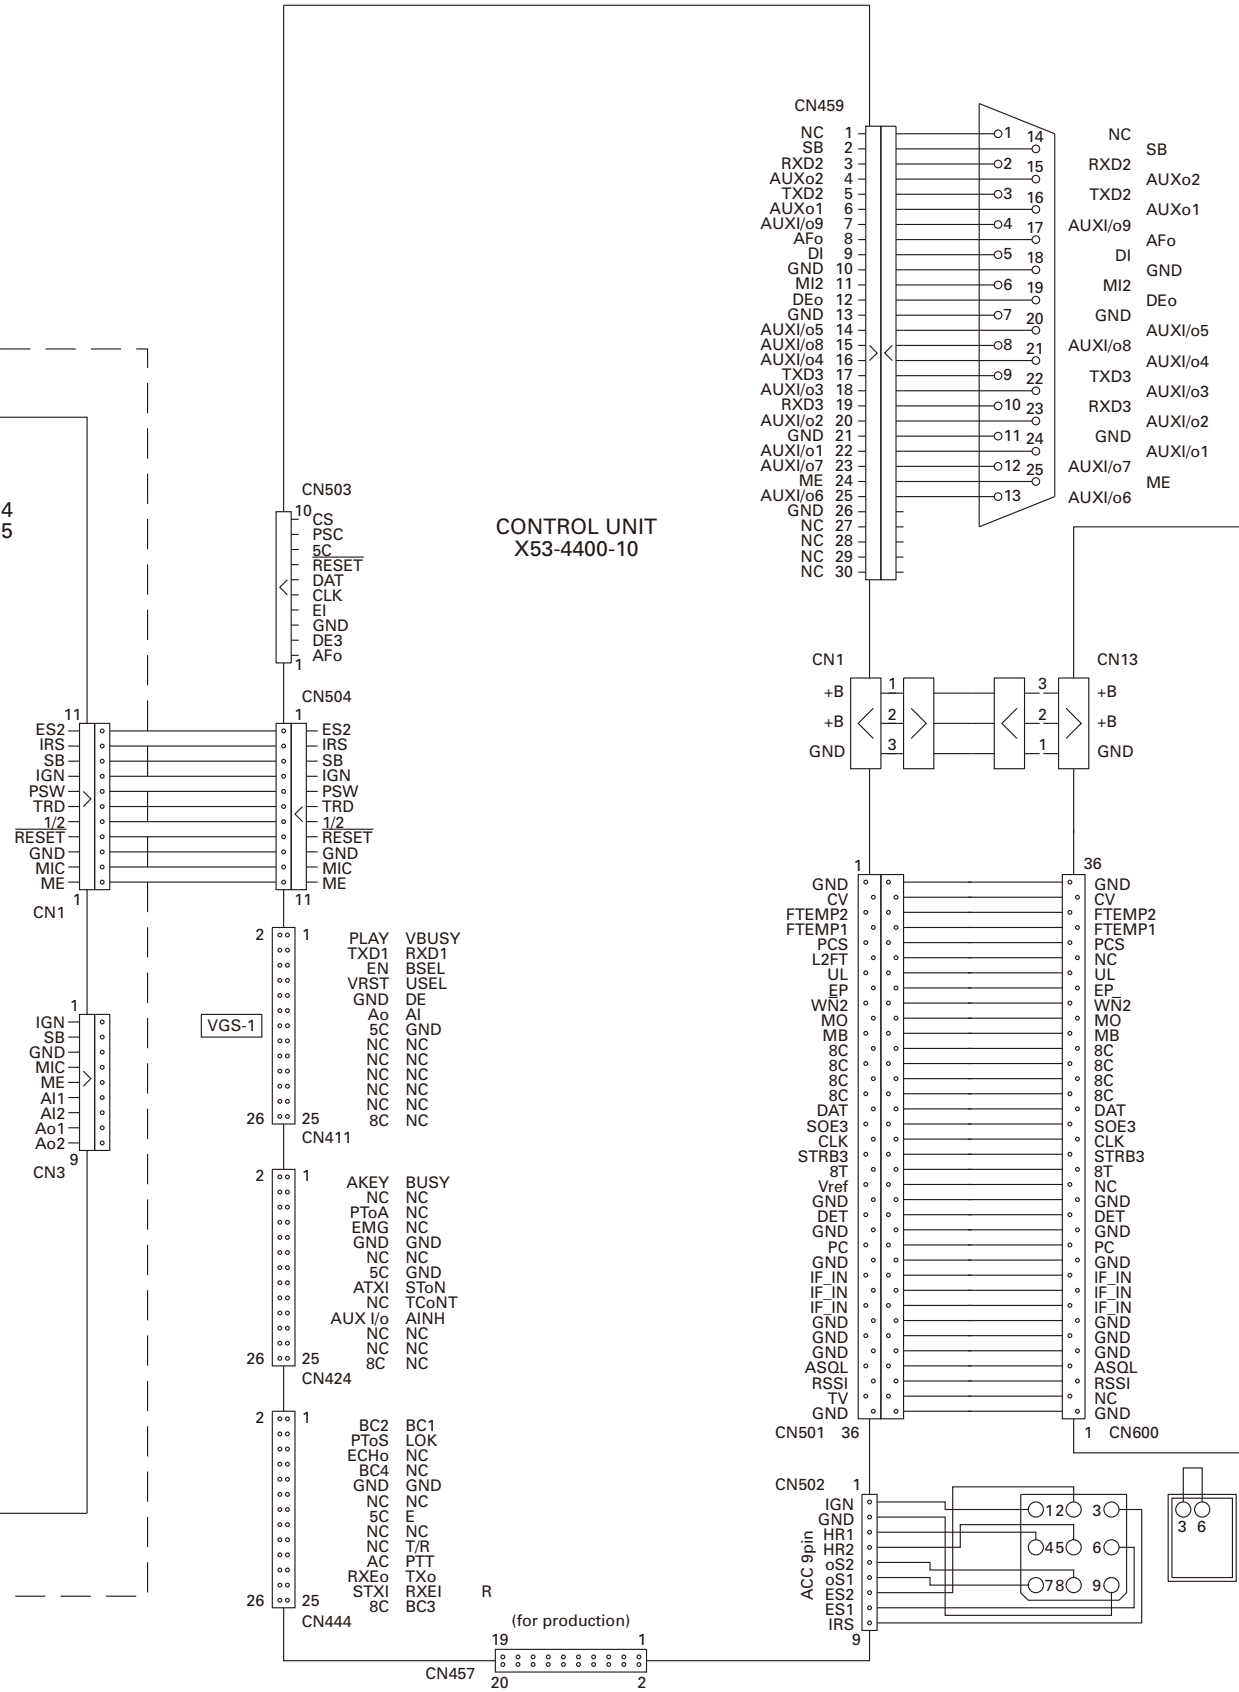 CN459
NC 1 1 14 NC
SB 2 SB
RXD2 3 2 15 RXD2
AUXo2 4 AUXo2
TXD2 5 3 16 TXD2
AUXo1 6 AUXo1
AUXI/o9 7 4 17 AUXI/o9
AFo 8 AFo
DI 9 5 18 DI
GND 10 GND
MI2 11 6 19 MI2
DEo 12 DEo
GND 13 7 20 GND
AUXI/o5 14 AUXI/o5
AUXI/o8 15 8 21 AUXI/o8
AUXI/o4 16 AUXI/o4
TXD3 17 9 22 TXD3
AUXI/o3 18 AUXI/o3
RXD3 19 10 23 RXD3
AUXI/o2 20 AUXI/o2
GND 21 11 24 GND
AUXI/o1 22 AUXI/o1
AUXI/o7 23 12 25 AUXI/o7
ME 24 ME
AUXI/o6 25 13 AUXI/o6
GND 26
NC 27
NC 28
NC 29
NC 30
4
5
CONTROL UNIT
X53-4400-10
CN503
10
CS
PSC
5C
RESET
DAT
CLK
EI
GND
DE3
AFo
1
CN1 CN13
+B 1 3 +B
+B 2 2 +B
GND 3 1 GND
CN504
11 1
ES2 ES2
IRS IRS
SB SB
IGN IGN
PSW PSW
TRD TRD
1/2 1/2
RESET RESET
GND GND
MIC MIC
ME ME
1 11
CN1
2 1
PLAY VBUSY
TXD1 RXD1
EN BSEL
VRST USEL
GND DE
Ao AI
5C GND
NC NC
NC NC
NC NC
NC NC
NC NC
8C NC
26 25
CN411
VGS-1
1
IGN
SB
GND
MIC
ME
AI1
AI2
Ao1
Ao2
9
CN3
2 1
AKEY BUSY
NC NC
PToA NC
EMG NC
GND GND
NC NC
5C GND
ATXI SToN
NC TCoNT
AUX I/o AINH
NC NC
NC NC
8C NC
26 25
CN424
2 1
BC2 BC1
PToS LOK
ECHo NC
BC4 NC
GND GND
NC NC
5C E
NC NC
NC T/R
AC PTT
RXEo TXo
STXI RXEI R
8C BC3
26 25
CN444
1 36
GND GND
CV CV
FTEMP2 FTEMP2
FTEMP1 FTEMP1
PCS PCS
L2FT NC
UL UL
EP EP
WN2 WN2
MO MO
MB MB
8C 8C
8C 8C
8C 8C
8C 8C
DAT DAT
SOE3 SOE3
CLK CLK
STRB3 STRB3
8T 8T
Vref NC
GND GND
DET DET
GND GND
PC PC
GND GND
IF_IN IF_IN
IF_IN IF_IN
IF_IN IF_IN
GND GND
GND GND
GND GND
ASQL ASQL
RSSI RSSI
TV NC
GND GND
CN501 36 1 CN600
CN502 1
ACC 9pin
IGN
GND
HR1
HR2
oS2
oS1
ES2
ES1
IRS
9
1 2 3
4 5 6
7 8 9
3 6
(for production)
19 1
CN457
20 2